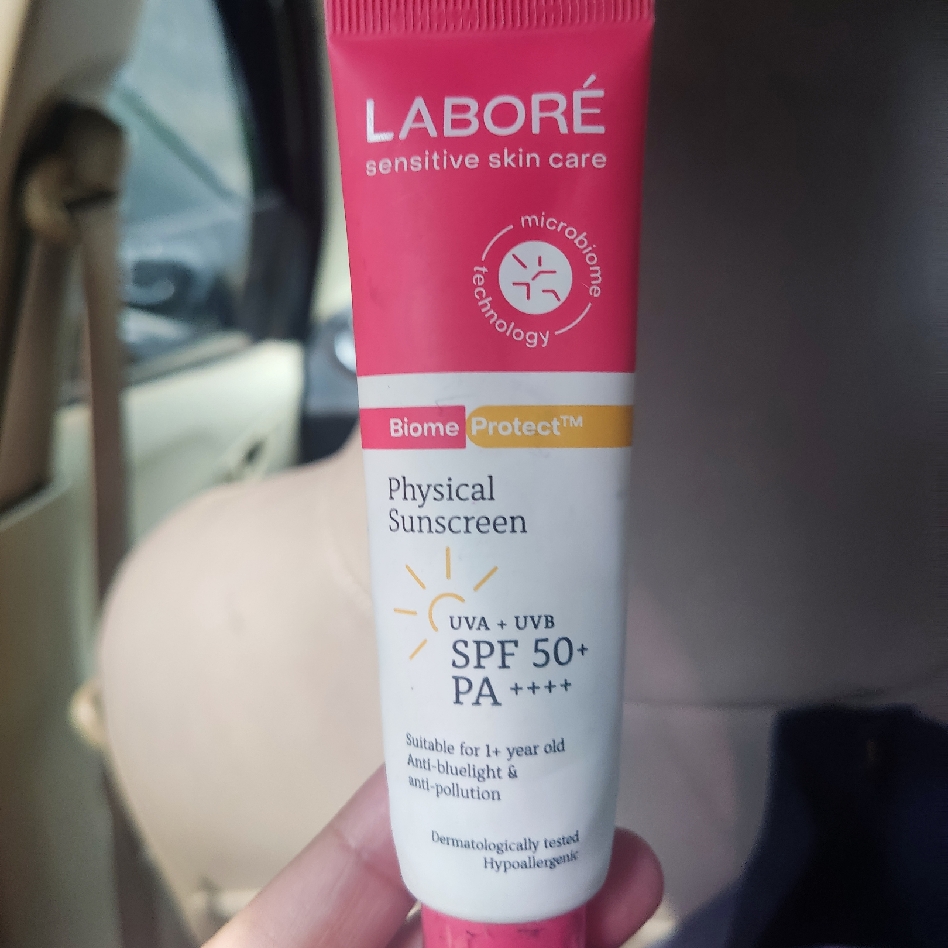 LABORÉ
sensitive skin care
microbiome
technology
Biome Protect™
Physical
Sunscreen
UVA + UVB
SPF 50+
PA ++++
Suitable for 1+ year old
Anti-bluelight &
anti-pollution
Dermatologically tested
Hypoallergenic